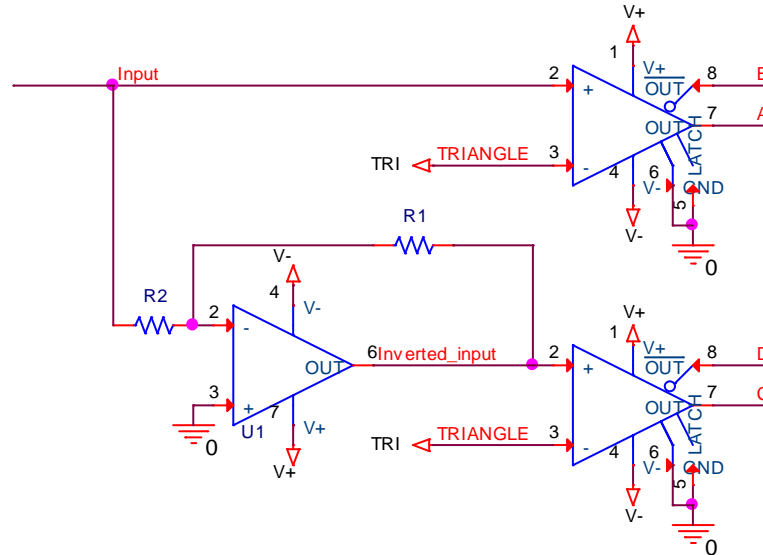 V+
1
V+
Input
2
+
OUT
8
OUT
7
A
LATCH
TRI
TRIANGLE
3
-
4
V-
6
GND
5
V-
0
R1
V-
4
V-
R2
2
-
OUT
6
Inverted_input
3
+
7
V+
U1
0
V+
V+
1
V+
2
+
OUT
8
D
OUT
7
LATCH
TRI
TRIANGLE
3
-
4
V-
6
GND
5
V-
0